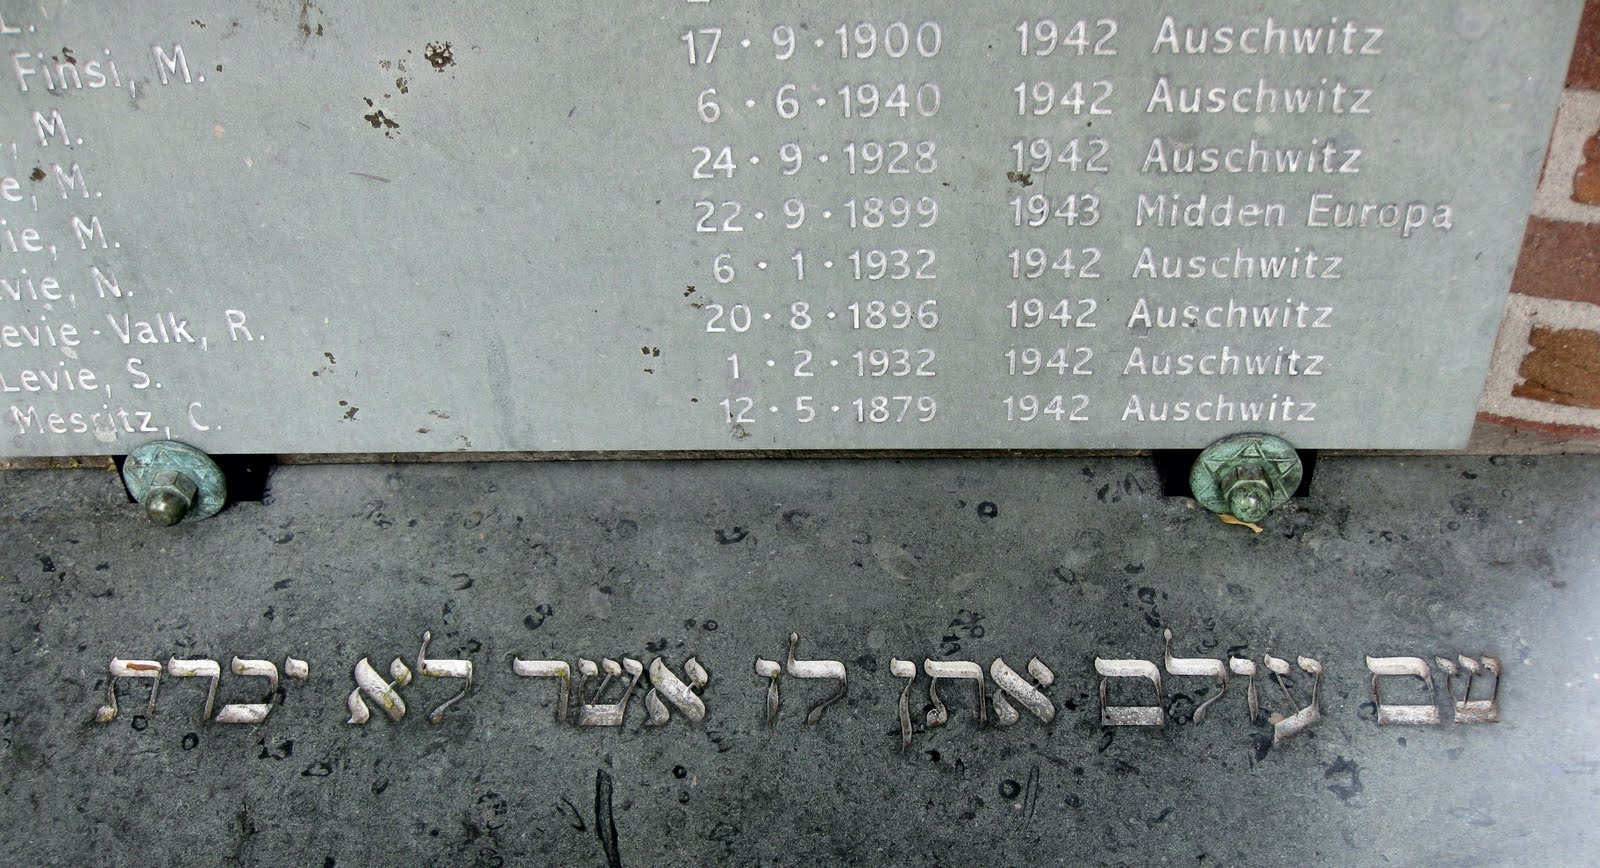 L.
Finsi, M. 17·9·1900 1942 Auschwitz
M. 6·6·1940 1942 Auschwitz
e, M. 24·9·1928 1942 Auschwitz
ie, M. 22·9·1899 1943 Midden Europa
vie, N. 6·1·1932 1942 Auschwitz
evie-Valk, R. 20·8·1896 1942 Auschwitz
Levie, S. 1·2·1932 1942 Auschwitz
Mesritz, C. 12·5·1879 1942 Auschwitz
שם עולם אתן לו אשר לא יכרת